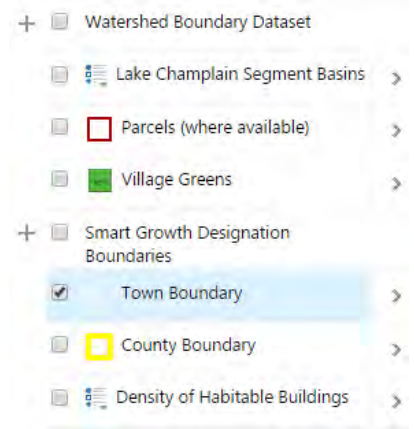 Watershed Boundary Dataset
Lake Champlain Segment Basins
Parcels (where available)
Village Greens
Smart Growth Designation
Boundaries
Town Boundary
County Boundary
Density of Habitable Buildings